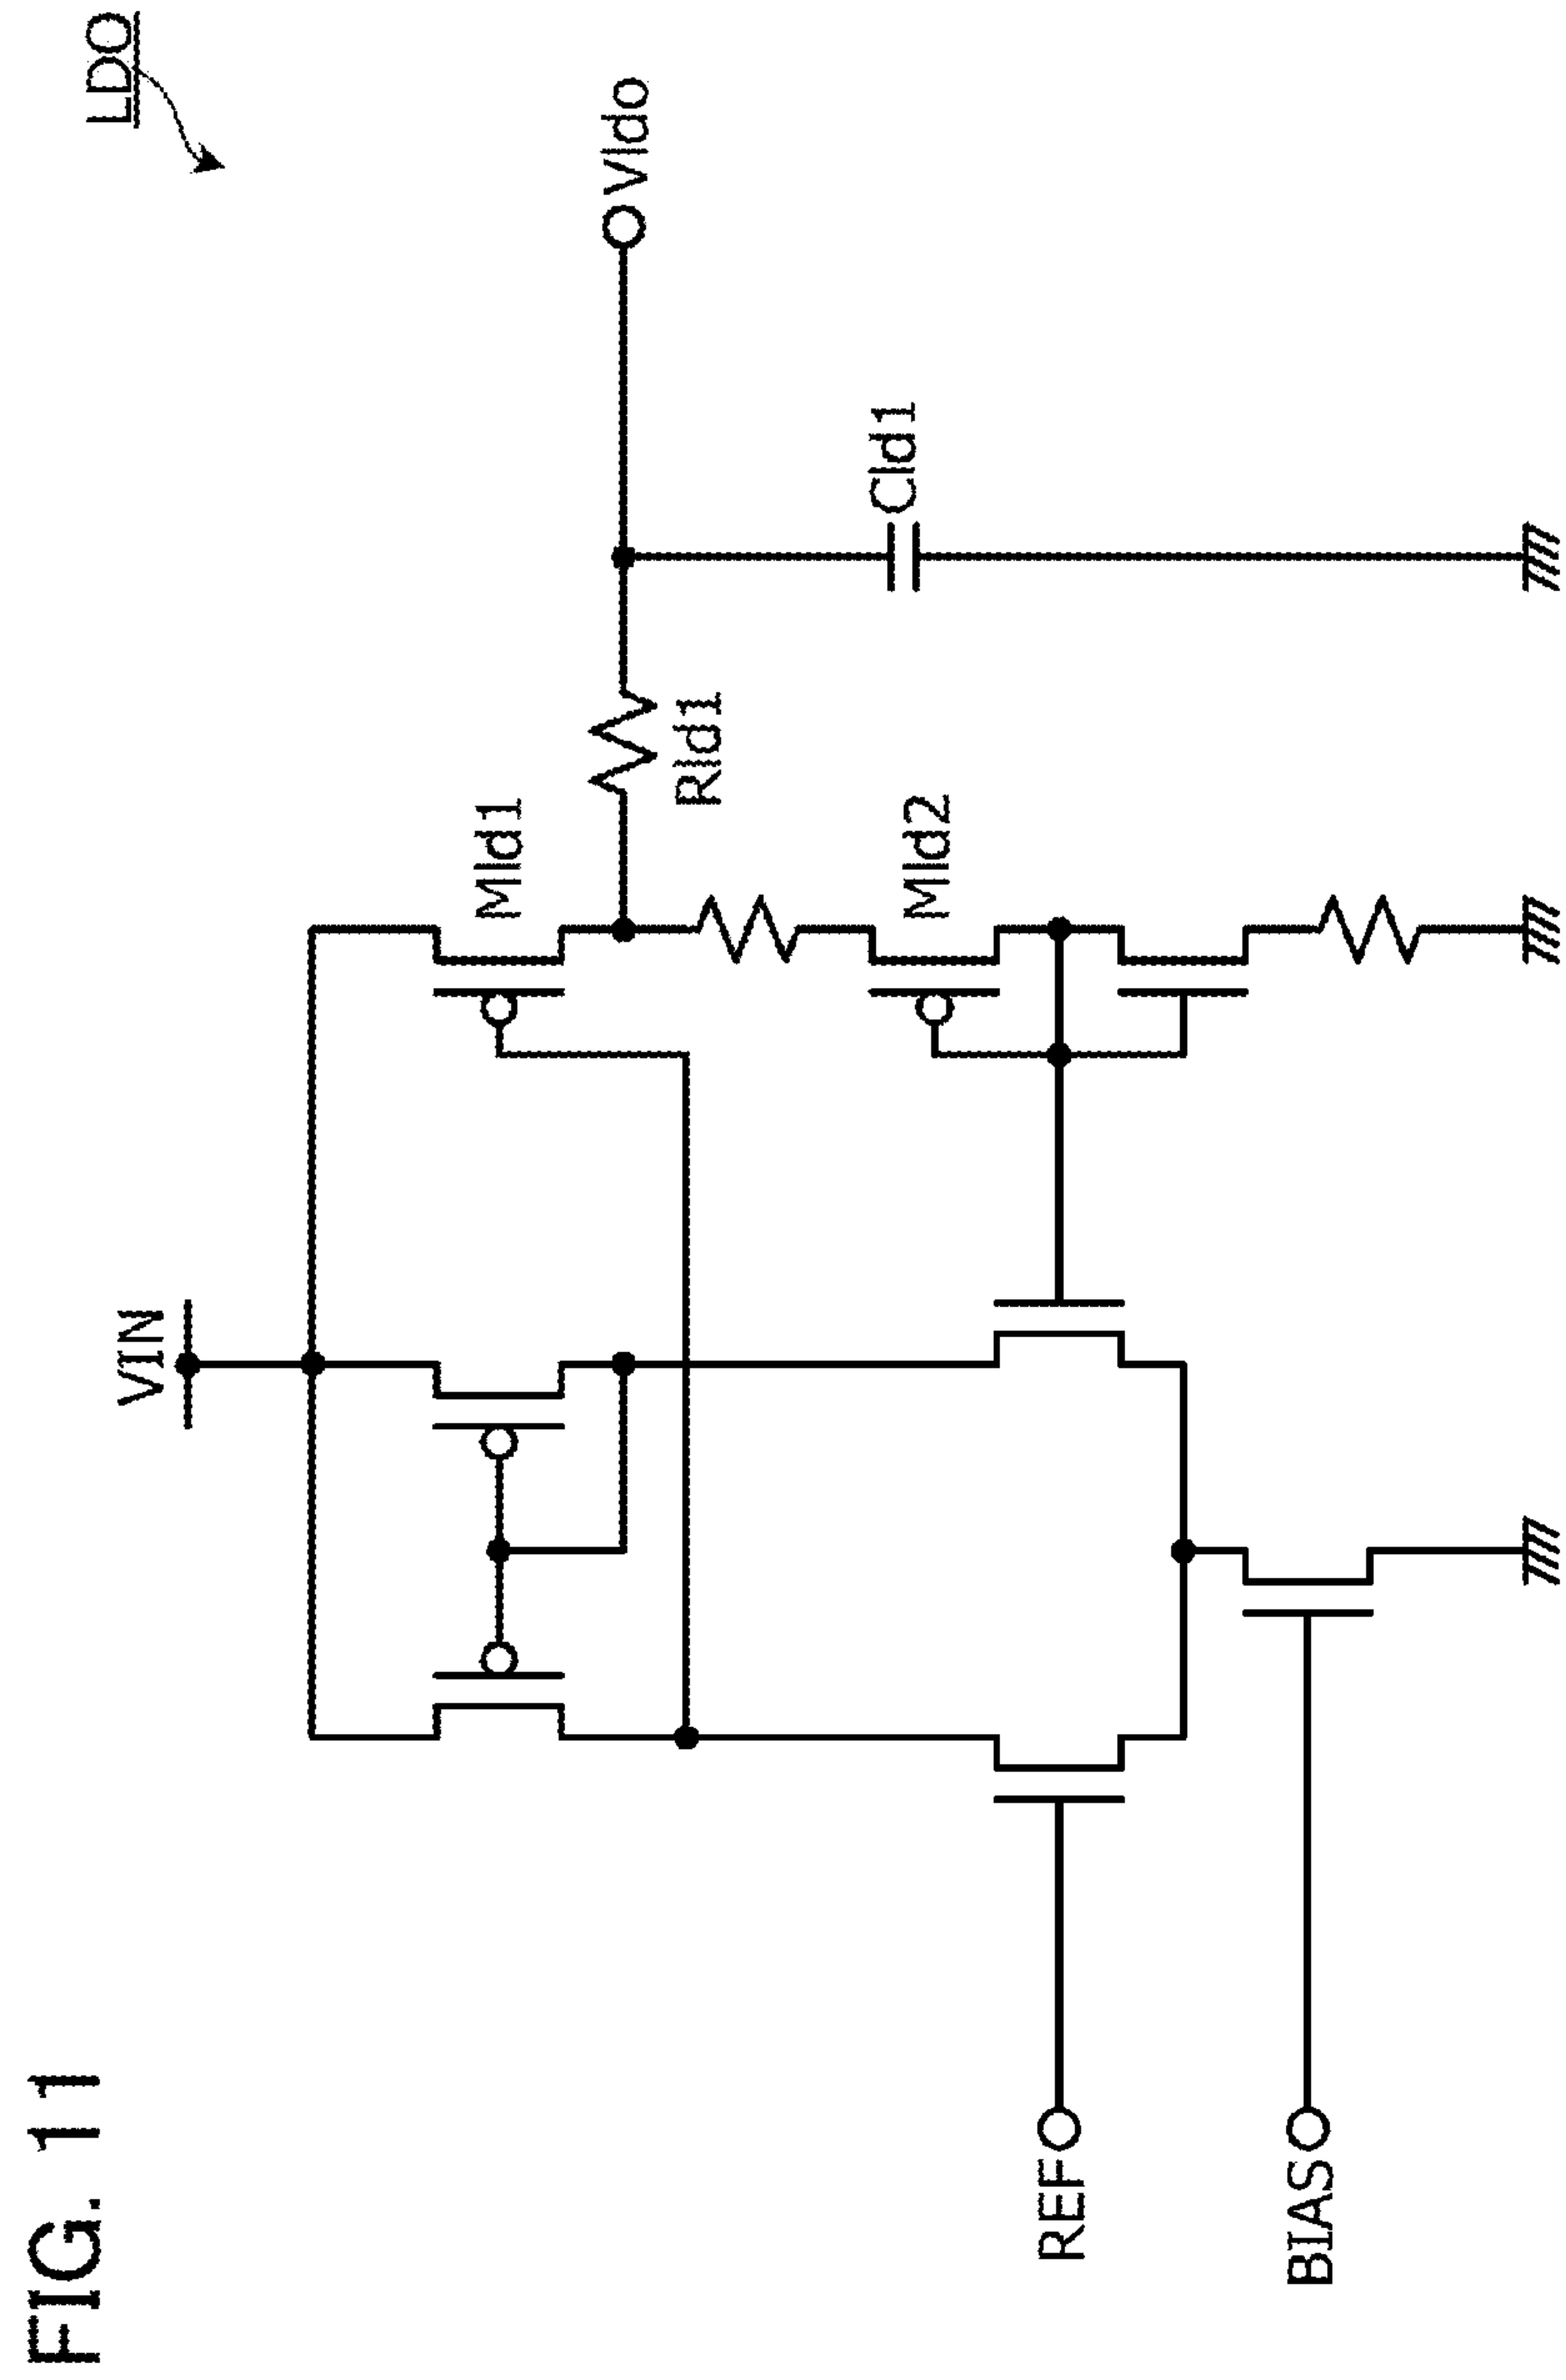 FIG. 11
LDO
VIN
Mld1
Vldo
Rld1
Cld1
Mld2
REF
BIAS